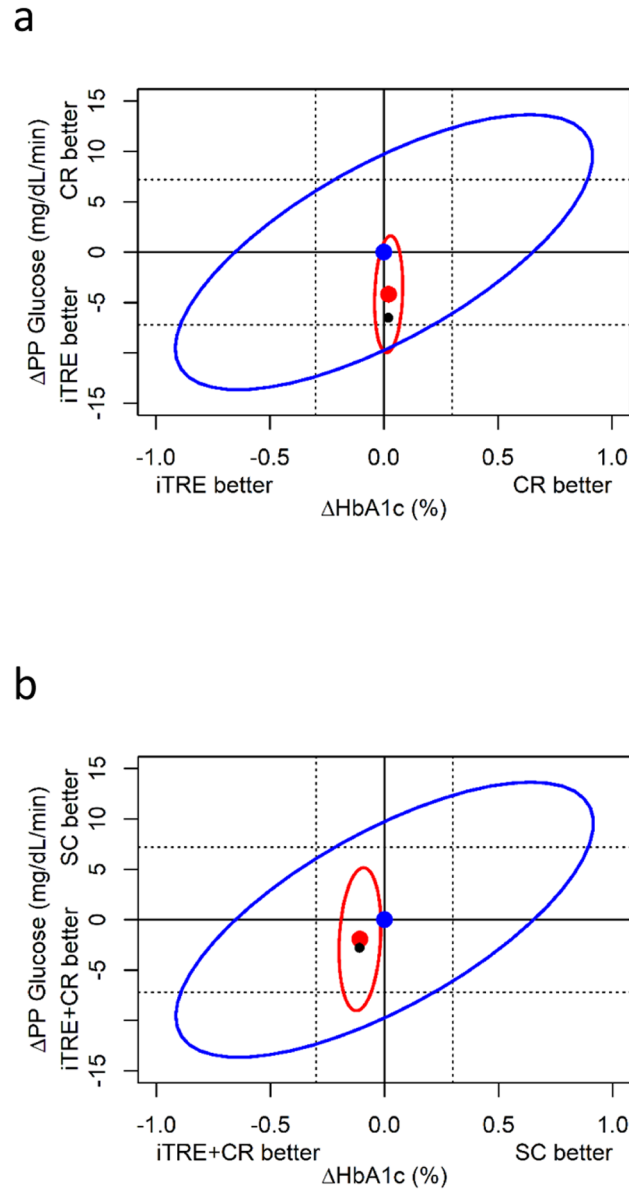 a
ΔPP Glucose (mg/dL/min)
iTRE better CR better
15
10
5
0
-5
-15
-1.0 -0.5 0.0 0.5 1.0
iTRE better CR better
ΔHbA1c (%)
b
ΔPP Glucose (mg/dL/min)
iTRE+CR better SC better
15
10
5
0
-5
-15
-1.0 -0.5 0.0 0.5 1.0
iTRE+CR better SC better
ΔHbA1c (%)